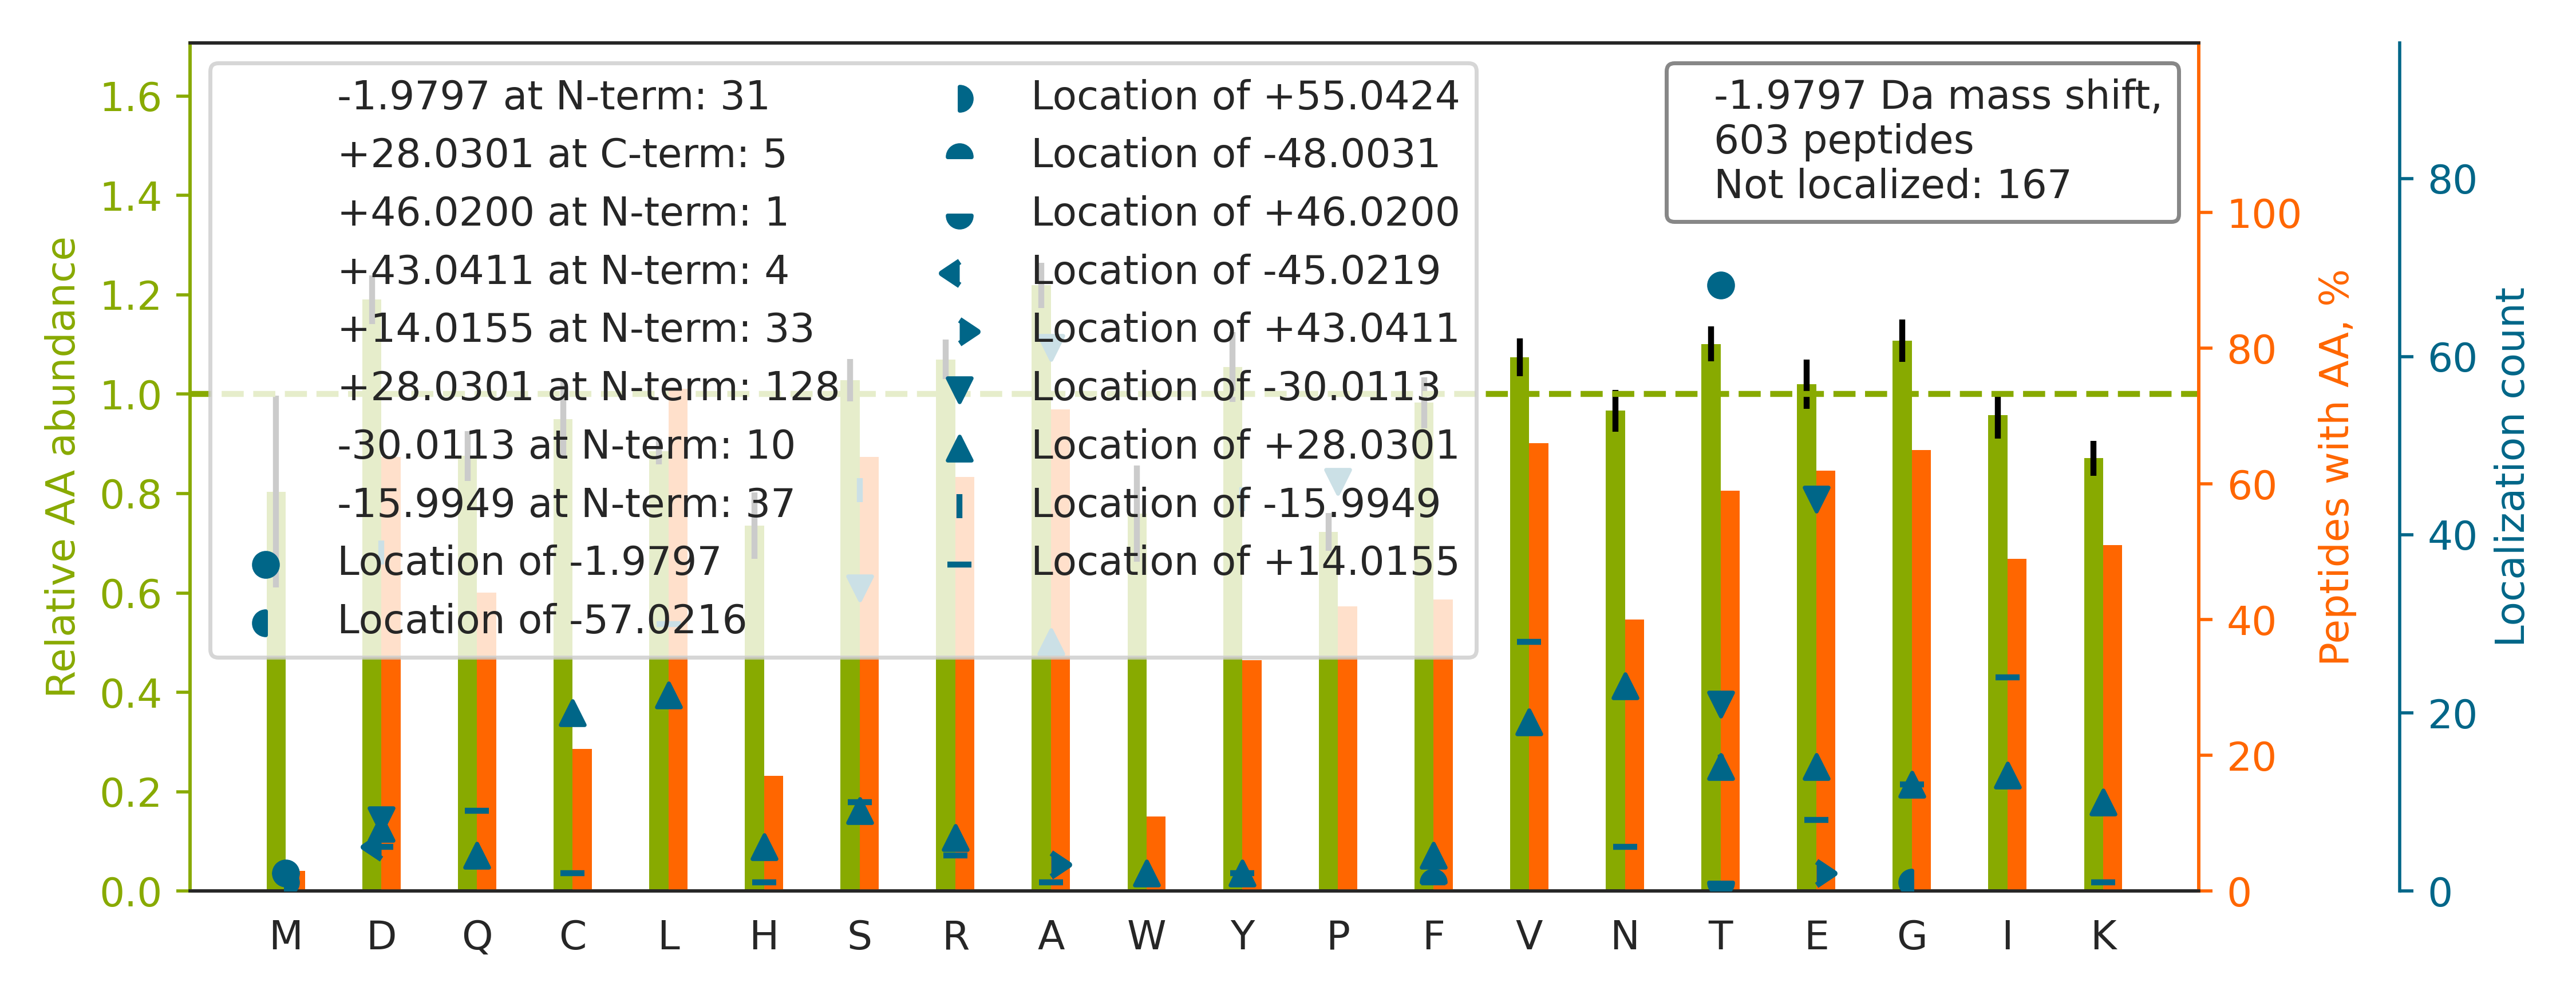 -1.9797 at N-term: 31
+28.0301 at C-term: 5
+46.0200 at N-term: 1
+43.0411 at N-term: 4
+14.0155 at N-term: 33
+28.0301 at N-term: 128
-30.0113 at N-term: 10
-15.9949 at N-term: 37
Location of -1.9797
Location of -57.0216
Location of +55.0424
Location of -48.0031
Location of +46.0200
Location of -45.0219
Location of +43.0411
Location of -30.0113
Location of +28.0301
Location of -15.9949
Location of +14.0155
-1.9797 Da mass shift,
603 peptides
Not localized: 167
Relative AA abundance
1.6
1.4
1.2
1.0
0.8
0.6
0.4
0.2
0.0
100
80
60
40
20
0
Peptides with AA, %
80
60
40
20
0
Localization count
M D Q C L H S R A W Y P F V N T E G I K